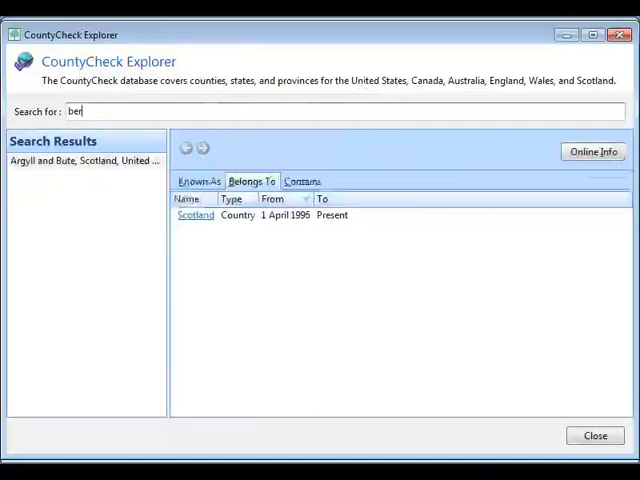 CountyCheck Explorer
CountyCheck Explorer
The CountyCheck database covers counties, states, and provinces for the United States, Canada, Australia, England, Wales, and Scotland.
Search for : ber
Search Results
Argyll and Bute, Scotland, United ...
Online Info
Known As Belongs To Contains
Name Type From To
Scotland Country 1 April 1996 Present
Close